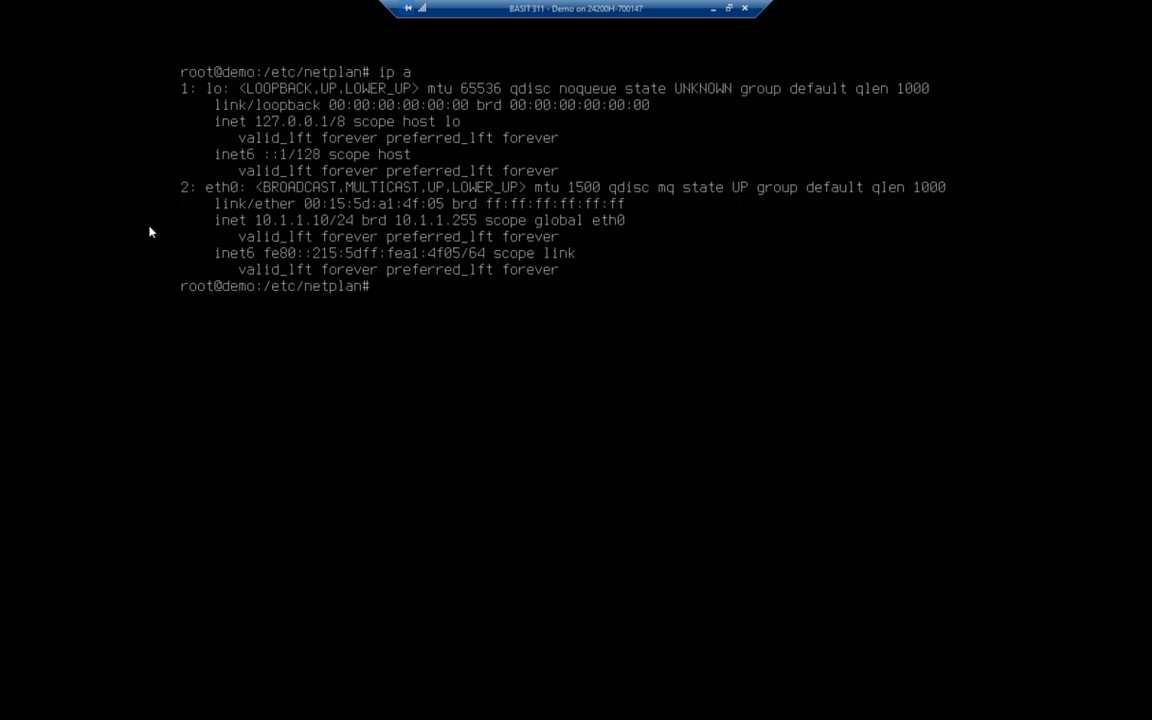 BASIT 311 - Demo on 24200H-700147
root@demo:/etc/netplan# ip a
1: lo: <LOOPBACK,UP,LOWER_UP> mtu 65536 qdisc noqueue state UNKNOWN group default qlen 1000
    link/loopback 00:00:00:00:00:00 brd 00:00:00:00:00:00
    inet 127.0.0.1/8 scope host lo
       valid_lft forever preferred_lft forever
    inet6 ::1/128 scope host
       valid_lft forever preferred_lft forever
2: eth0: <BROADCAST,MULTICAST,UP,LOWER_UP> mtu 1500 qdisc mq state UP group default qlen 1000
    link/ether 00:15:5d:a1:4f:05 brd ff:ff:ff:ff:ff:ff
    inet 10.1.1.10/24 brd 10.1.1.255 scope global eth0
       valid_lft forever preferred_lft forever
    inet6 fe80::215:5dff:fea1:4f05/64 scope link
       valid_lft forever preferred_lft forever
root@demo:/etc/netplan#